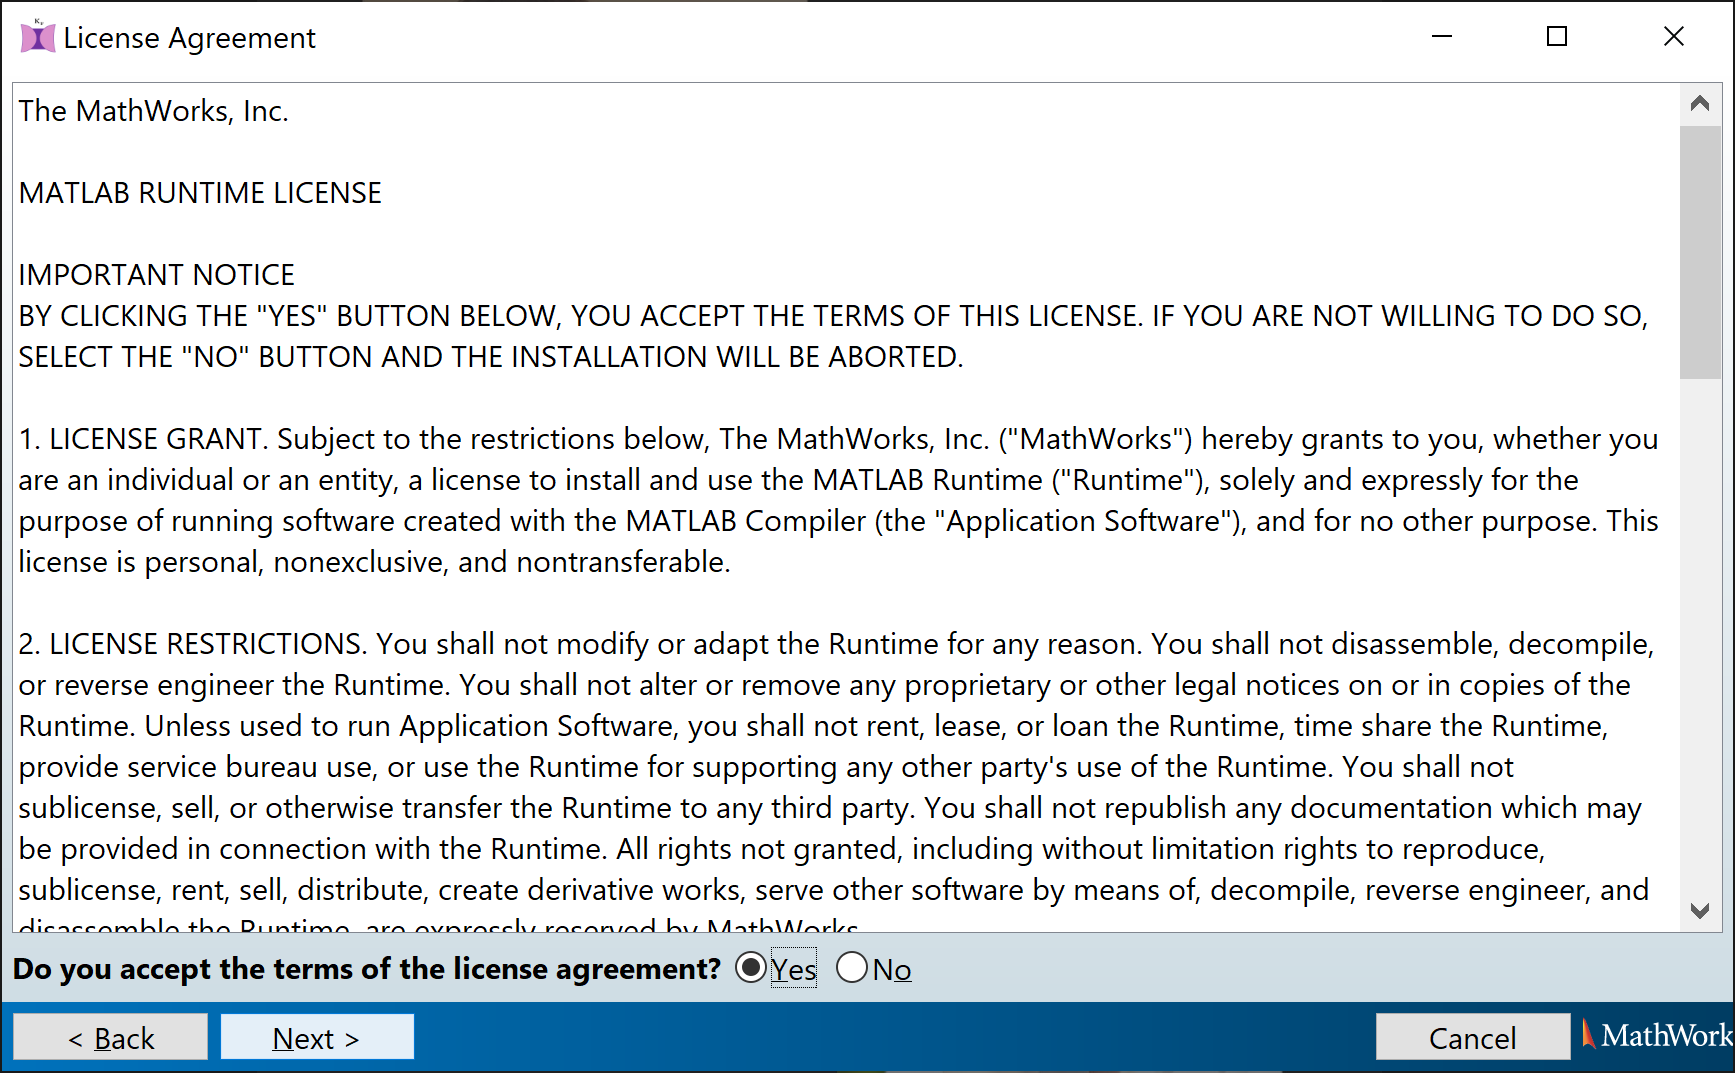 License Agreement
The MathWorks, Inc.
MATLAB RUNTIME LICENSE
IMPORTANT NOTICE
BY CLICKING THE "YES" BUTTON BELOW, YOU ACCEPT THE TERMS OF THIS LICENSE. IF YOU ARE NOT WILLING TO DO SO,
SELECT THE "NO" BUTTON AND THE INSTALLATION WILL BE ABORTED.
1. LICENSE GRANT. Subject to the restrictions below, The MathWorks, Inc. ("MathWorks") hereby grants to you, whether you
are an individual or an entity, a license to install and use the MATLAB Runtime ("Runtime"), solely and expressly for the
purpose of running software created with the MATLAB Compiler (the "Application Software"), and for no other purpose. This
license is personal, nonexclusive, and nontransferable.
2. LICENSE RESTRICTIONS. You shall not modify or adapt the Runtime for any reason. You shall not disassemble, decompile,
or reverse engineer the Runtime. You shall not alter or remove any proprietary or other legal notices on or in copies of the
Runtime. Unless used to run Application Software, you shall not rent, lease, or loan the Runtime, time share the Runtime,
provide service bureau use, or use the Runtime for supporting any other party's use of the Runtime. You shall not
sublicense, sell, or otherwise transfer the Runtime to any third party. You shall not republish any documentation which may
be provided in connection with the Runtime. All rights not granted, including without limitation rights to reproduce,
sublicense, rent, sell, distribute, create derivative works, serve other software by means of, decompile, reverse engineer, and
disassemble the Runtime, are expressly reserved by MathWorks.
Do you accept the terms of the license agreement? Yes No
< Back Next > Cancel MathWork